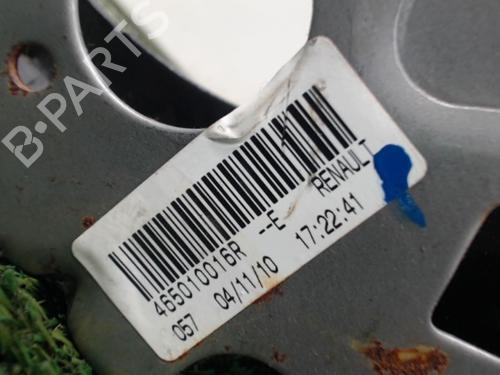 B-PARTS
465010016R --E RENAULT
057 04/11/10 17:22:41